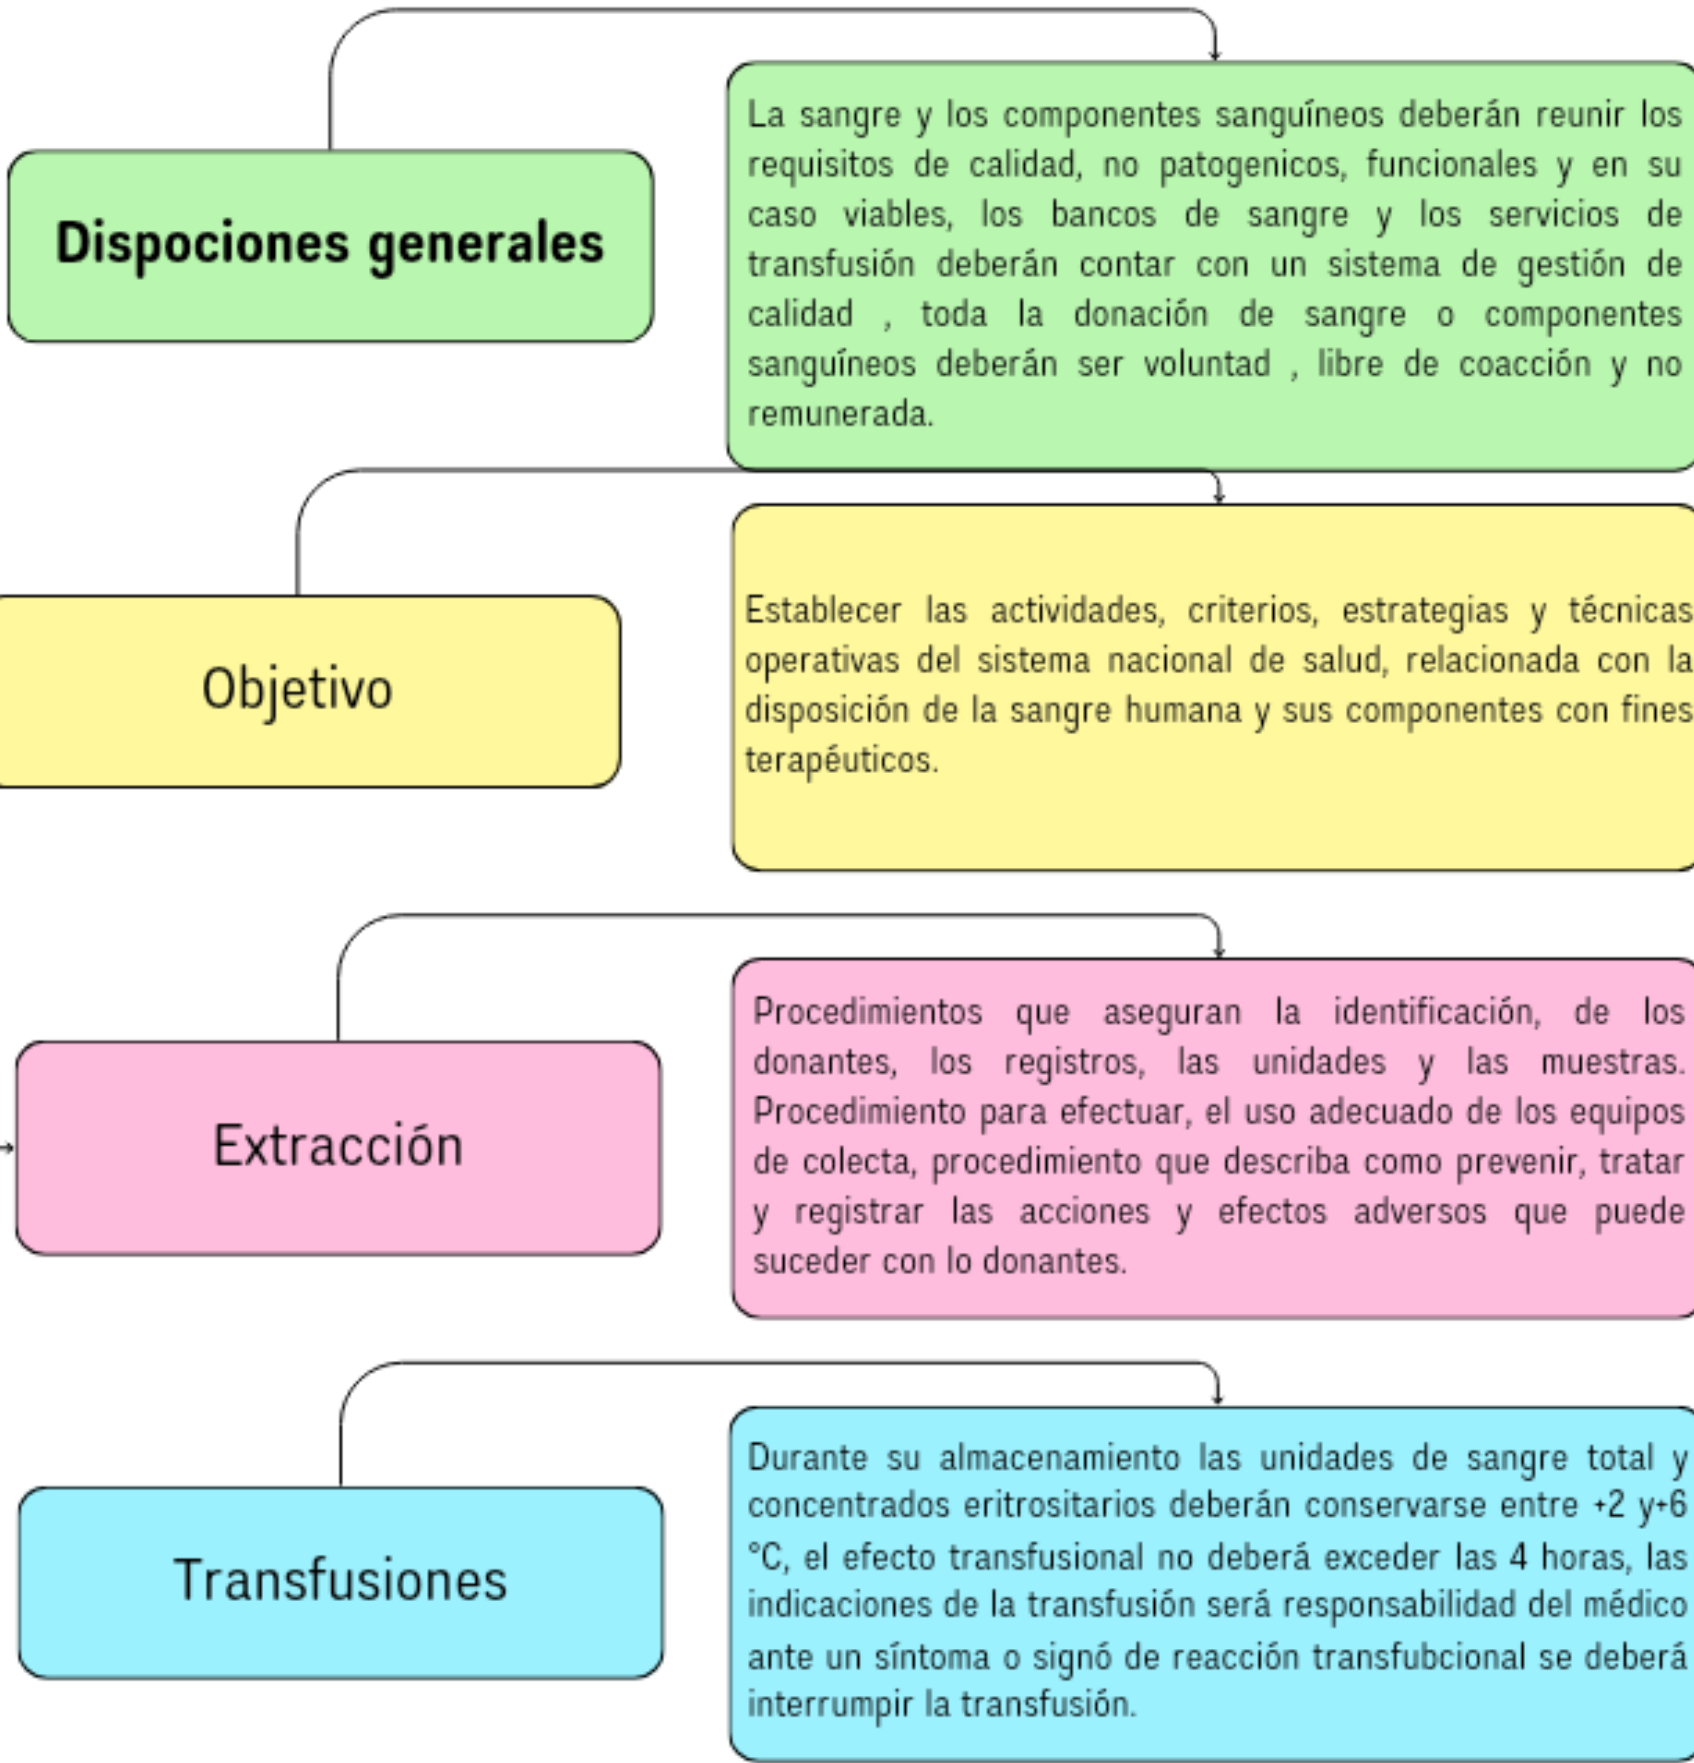 Dispociones generales
La sangre y los componentes sanguíneos deberán reunir los
requisitos de calidad, no patogenicos, funcionales y en su
caso viables, los bancos de sangre y los servicios de
transfusión deberán contar con un sistema de gestión de
calidad , toda la donación de sangre o componentes
sanguíneos deberán ser voluntad , libre de coacción y no
remunerada.
Objetivo
Establecer las actividades, criterios, estrategias y técnicas
operativas del sistema nacional de salud, relacionada con la
disposición de la sangre humana y sus componentes con fines
terapéuticos.
Extracción
Procedimientos que aseguran la identificación, de los
donantes, los registros, las unidades y las muestras.
Procedimiento para efectuar, el uso adecuado de los equipos
de colecta, procedimiento que describa como prevenir, tratar
y registrar las acciones y efectos adversos que puede
suceder con lo donantes.
Transfusiones
Durante su almacenamiento las unidades de sangre total y
concentrados eritrositarios deberán conservarse entre +2 y+6
°C, el efecto transfusional no deberá exceder las 4 horas, las
indicaciones de la transfusión será responsabilidad del médico
ante un síntoma o signó de reacción transfubcional se deberá
interrumpir la transfusión.